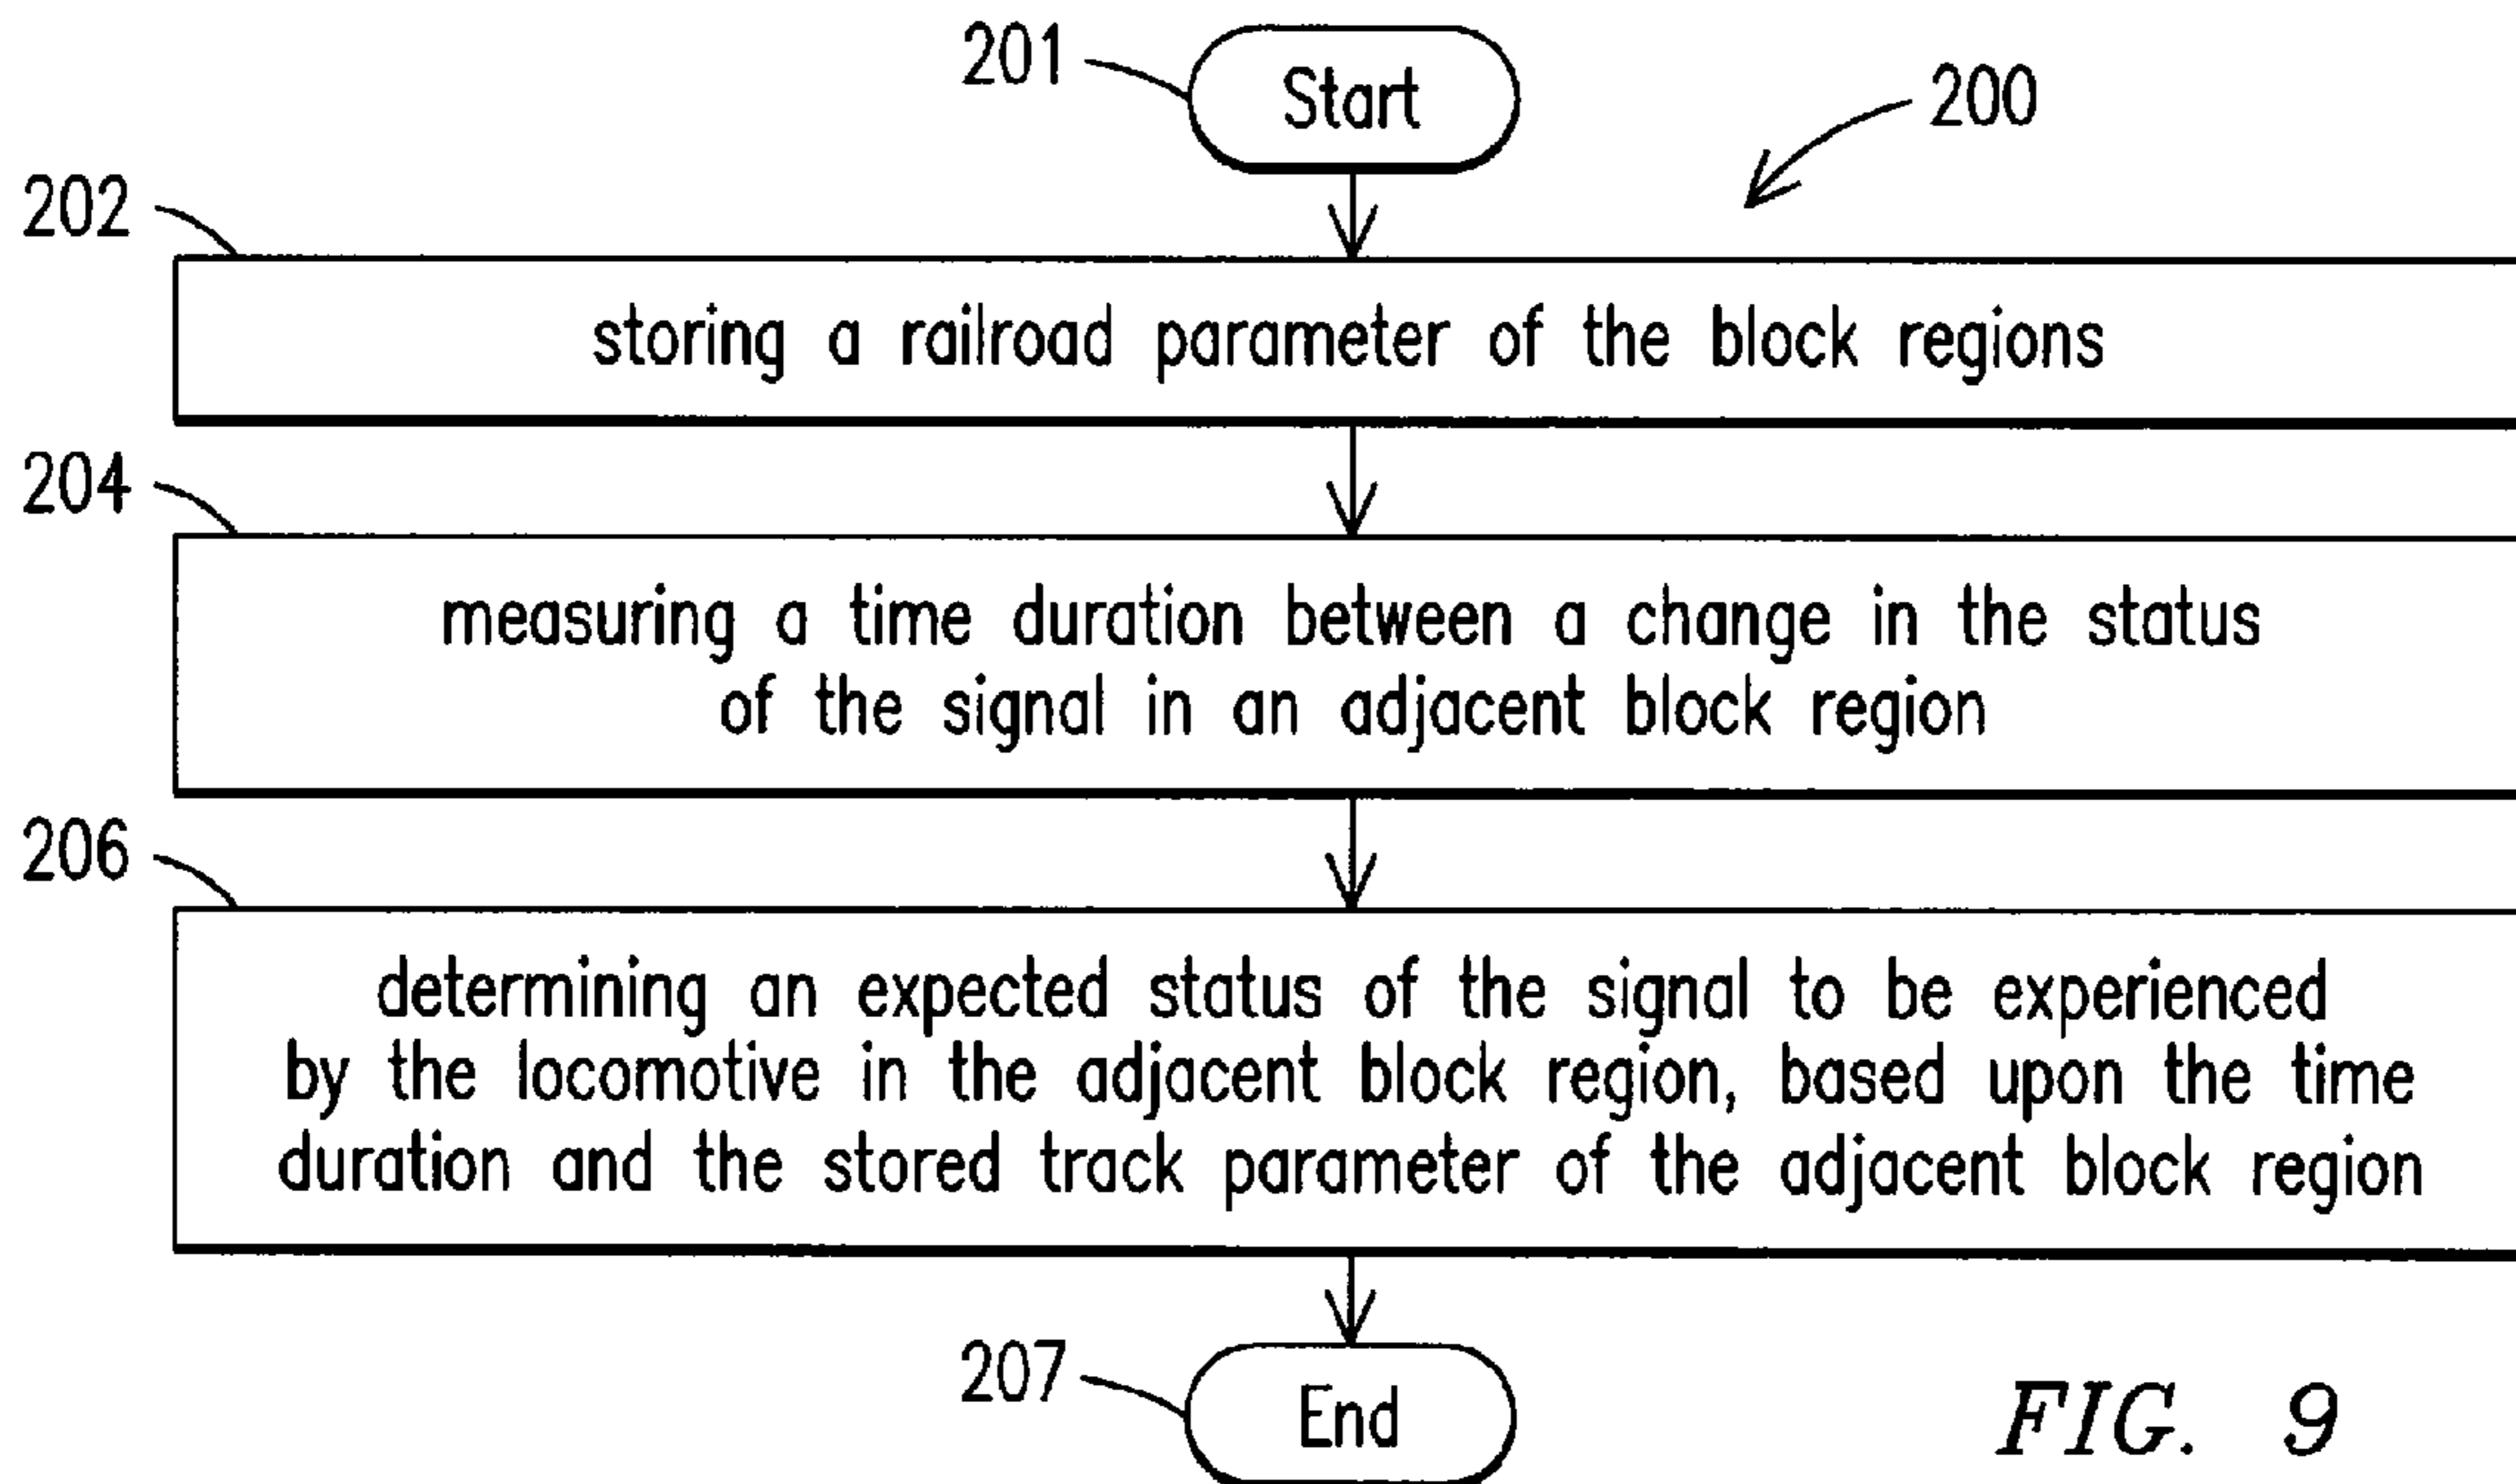 201
Start
200
202
storing a railroad parameter of the block regions
204
measuring a time duration between a change in the status
of the signal in an adjacent block region
206
determining an expected status of the signal to be experienced
by the locomotive in the adjacent block region, based upon the time
duration and the stored track parameter of the adjacent block region
207
End
FIG. 9